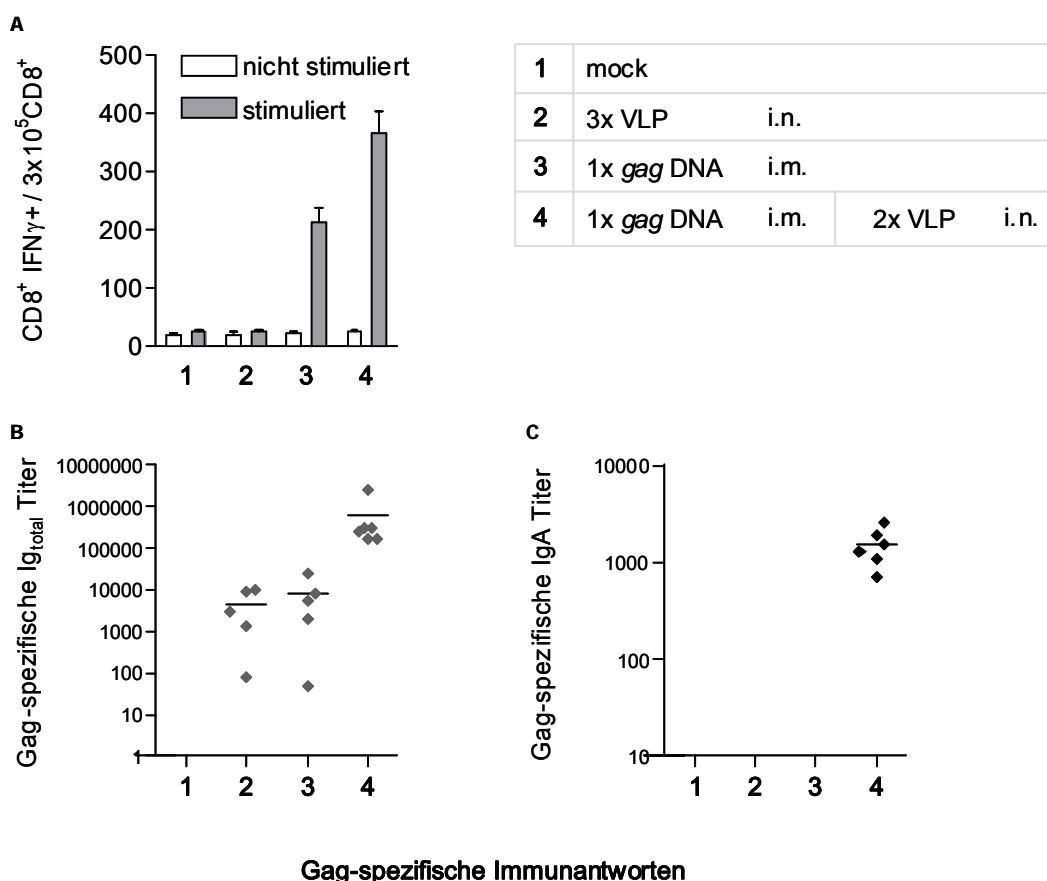 A
CD8⁺ IFNγ+ / 3x10⁵CD8⁺
500
400
300
200
100
0
nicht stimuliert
stimuliert
1 2 3 4
1 mock
2 3x VLP i.n.
3 1x gag DNA i.m.
4 1x gag DNA i.m. 2x VLP i.n.
B
Gag-spezifische Ig_total Titer
10000000
1000000
100000
10000
1000
100
10
1
1 2 3 4
C
Gag-spezifische IgA Titer
10000
1000
100
10
1 2 3 4
Gag-spezifische Immunantworten